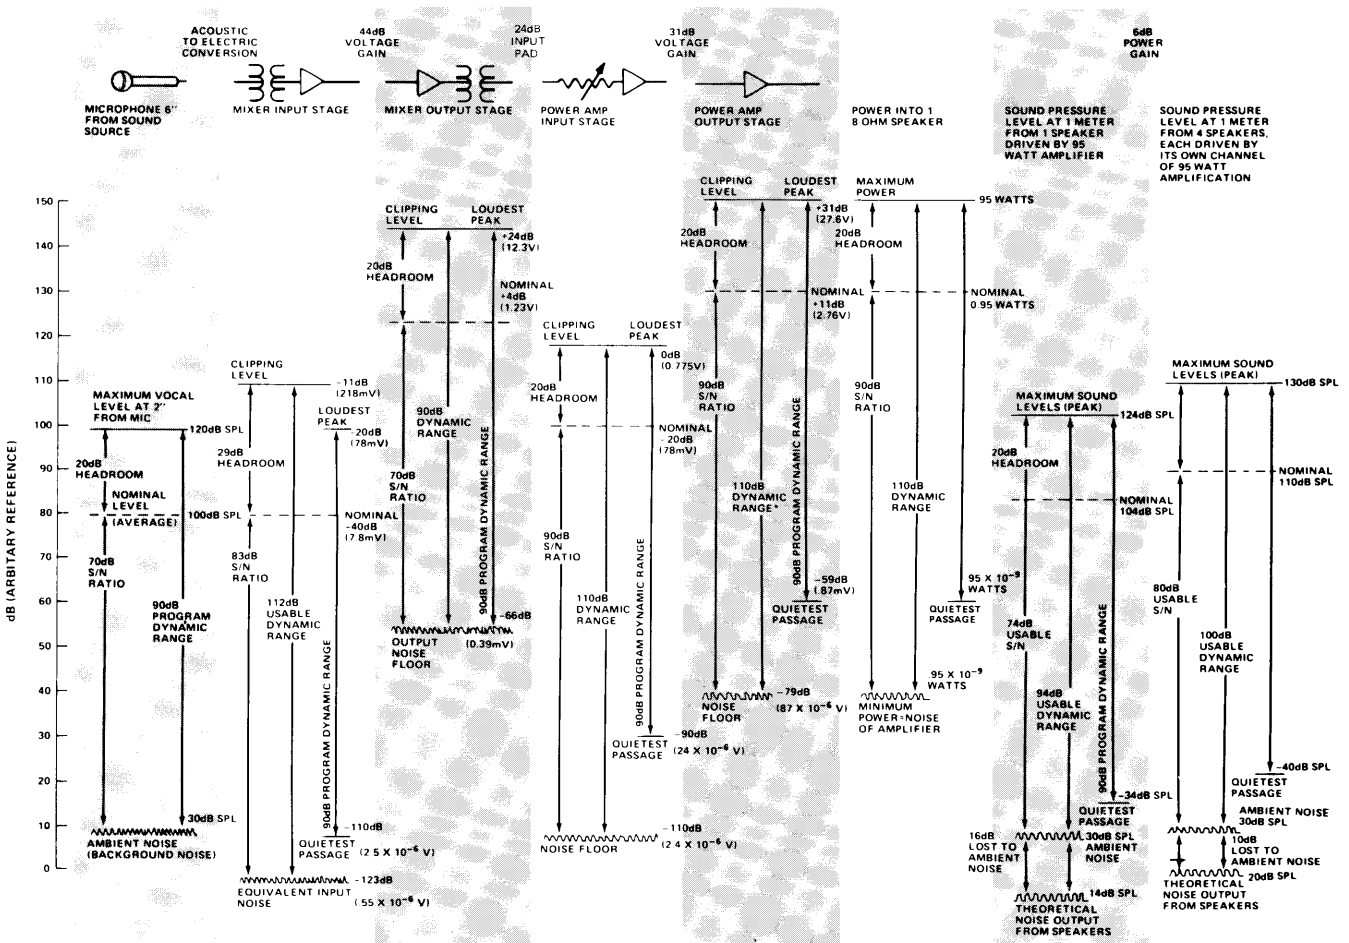 ACOUSTIC
TO ELECTRIC
CONVERSION
44dB
VOLTAGE
GAIN
24dB
INPUT
PAD
31dB
VOLTAGE
GAIN
6dB
POWER
GAIN
MICROPHONE 6"
FROM SOUND
SOURCE
MIXER INPUT STAGE
MIXER OUTPUT STAGE
POWER AMP
INPUT STAGE
POWER AMP
OUTPUT STAGE
POWER INTO 1
8 OHM SPEAKER
SOUND PRESSURE
LEVEL AT 1 METER
FROM 1 SPEAKER
DRIVEN BY 95
WATT AMPLIFIER
SOUND PRESSURE
LEVEL AT 1 METER
FROM 4 SPEAKERS,
EACH DRIVEN BY
ITS OWN CHANNEL
OF 95 WATT
AMPLIFICATION
dB (ARBITARY REFERENCE)
150
140
130
120
110
100
90
80
70
60
50
40
30
20
10
0
MAXIMUM VOCAL
LEVEL AT 2"
FROM MIC
120dB SPL
20dB
HEADROOM
NOMINAL
LEVEL
(AVERAGE)
100dB SPL
70dB
S/N
RATIO
90dB
PROGRAM
DYNAMIC
RANGE
30dB SPL
AMBIENT NOISE
(BACKGROUND NOISE)
CLIPPING
LEVEL
-11dB
(218mV)
LOUDEST
PEAK
-20dB
(78mV)
29dB
HEADROOM
NOMINAL
-40dB
(7.8mV)
83dB
S/N
RATIO
112dB
USABLE
DYNAMIC
RANGE
90dB PROGRAM DYNAMIC RANGE
-110dB
QUIETEST
PASSAGE
(2.5 X 10⁻⁶ V)
-123dB
EQUIVALENT INPUT
NOISE
(.55 X 10⁻⁶ V)
CLIPPING
LEVEL
LOUDEST
PEAK
+24dB
(12.3V)
20dB
HEADROOM
NOMINAL
+4dB
(1.23V)
90dB
DYNAMIC
RANGE
70dB
S/N
RATIO
90dB PROGRAM DYNAMIC RANGE
-66dB
OUTPUT
NOISE
FLOOR
(0.39mV)
CLIPPING
LEVEL
LOUDEST
PEAK
0dB
(0.775V)
20dB
HEADROOM
NOMINAL
-20dB
(78mV)
90dB
S/N
RATIO
110dB
DYNAMIC
RANGE
90dB PROGRAM DYNAMIC RANGE
QUIETEST
PASSAGE
-90dB
(24 X 10⁻⁶ V)
-110dB
NOISE FLOOR
(2.4 X 10⁻⁶ V)
CLIPPING
LEVEL
LOUDEST
PEAK
+31dB
(27.6V)
20dB
HEADROOM
NOMINAL
+11dB
(2.76V)
90dB
S/N
RATIO
110dB
DYNAMIC
RANGE*
90dB PROGRAM DYNAMIC RANGE
-59dB
(.87mV)
QUIETEST
PASSAGE
-79dB
NOISE
FLOOR
(87 X 10⁻⁶ V)
MAXIMUM
POWER
95 WATTS
20dB
HEADROOM
NOMINAL
0.95 WATTS
90dB
S/N
RATIO
110dB
DYNAMIC
RANGE
95 X 10⁻⁹
WATTS
QUIETEST
PASSAGE
.95 X 10⁻⁹
WATTS
MINIMUM
POWER=NOISE
OF AMPLIFIER
MAXIMUM SOUND
LEVELS (PEAK)
124dB SPL
20dB
HEADROOM
NOMINAL
104dB SPL
74dB
USABLE
S/N
94dB
USABLE
DYNAMIC
RANGE
90dB PROGRAM DYNAMIC RANGE
-34dB SPL
QUIETEST
PASSAGE
16dB
LOST TO
AMBIENT
NOISE
30dB SPL
AMBIENT
NOISE
14dB SPL
THEORETICAL
NOISE OUTPUT
FROM SPEAKERS
MAXIMUM SOUND
LEVELS (PEAK)
130dB SPL
NOMINAL
110dB SPL
80dB
USABLE
S/N
100dB
USABLE
DYNAMIC
RANGE
-40dB SPL
QUIETEST
PASSAGE
AMBIENT NOISE
30dB SPL
10dB
LOST TO
AMBIENT NOISE
20dB SPL
THEORETICAL
NOISE OUTPUT
FROM SPEAKERS